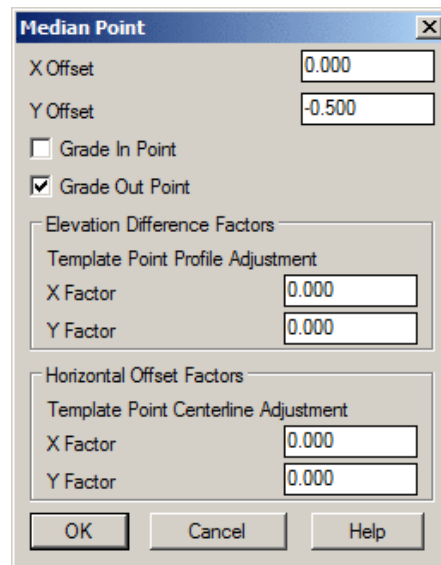 Median Point
X Offset 0.000
Y Offset -0.500
Grade In Point
Grade Out Point
Elevation Difference Factors
Template Point Profile Adjustment
X Factor 0.000
Y Factor 0.000
Horizontal Offset Factors
Template Point Centerline Adjustment
X Factor 0.000
Y Factor 0.000
OK Cancel Help